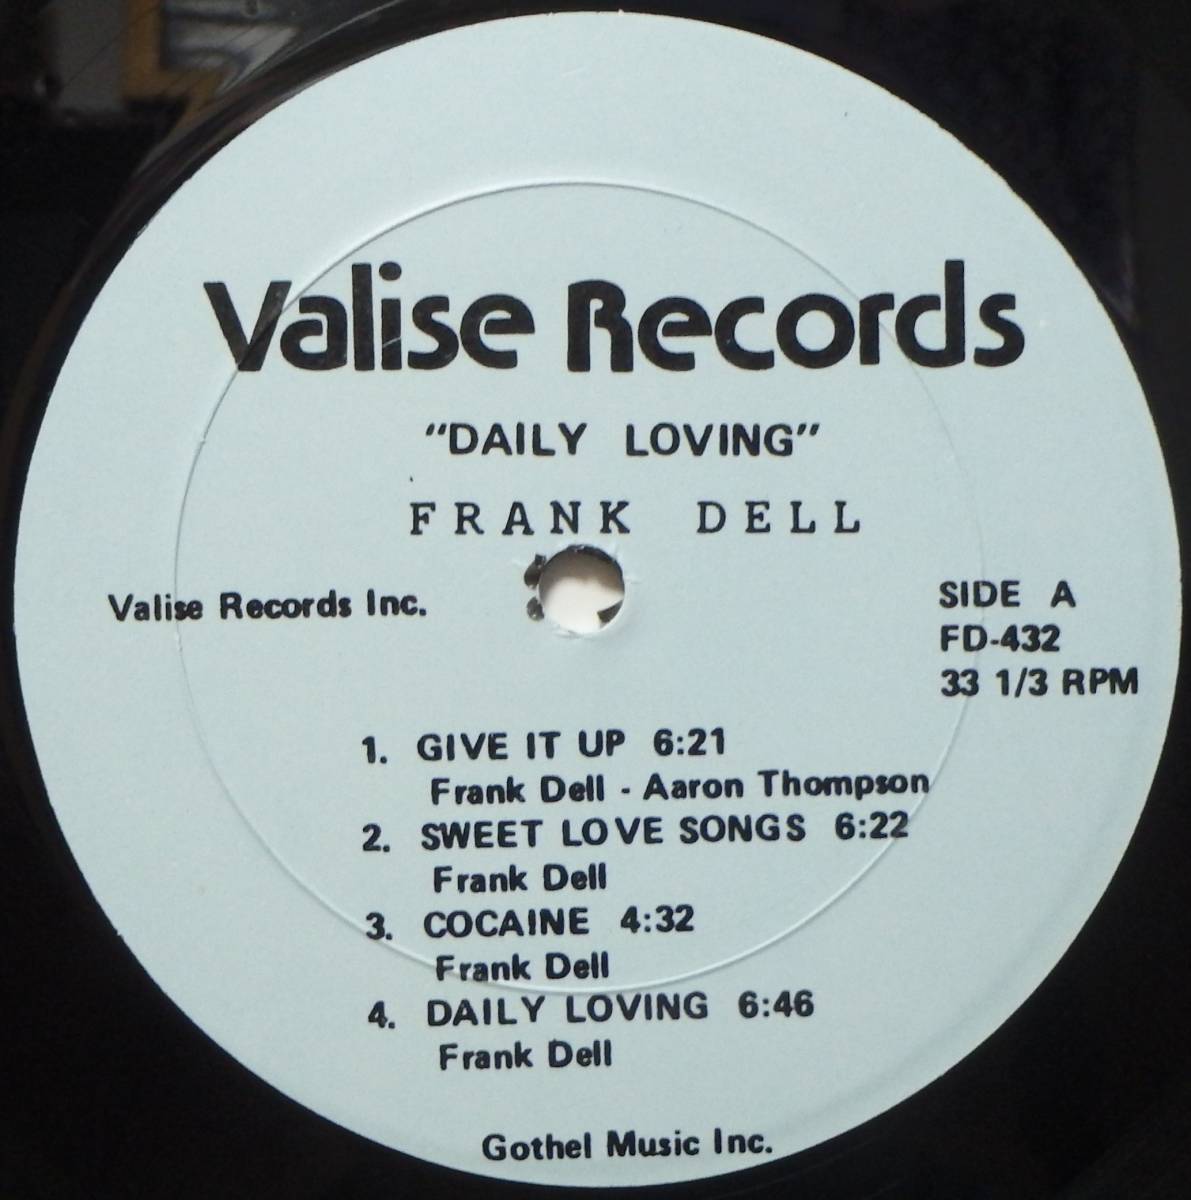 Valise Records
"DAILY LOVING"
FRANK DELL
Valise Records Inc.
SIDE A
FD-432
33 1/3 RPM
1. GIVE IT UP 6:21
Frank Dell - Aaron Thompson
2. SWEET LOVE SONGS 6:22
Frank Dell
3. COCAINE 4:32
Frank Dell
4. DAILY LOVING 6:46
Frank Dell
Gothel Music Inc.